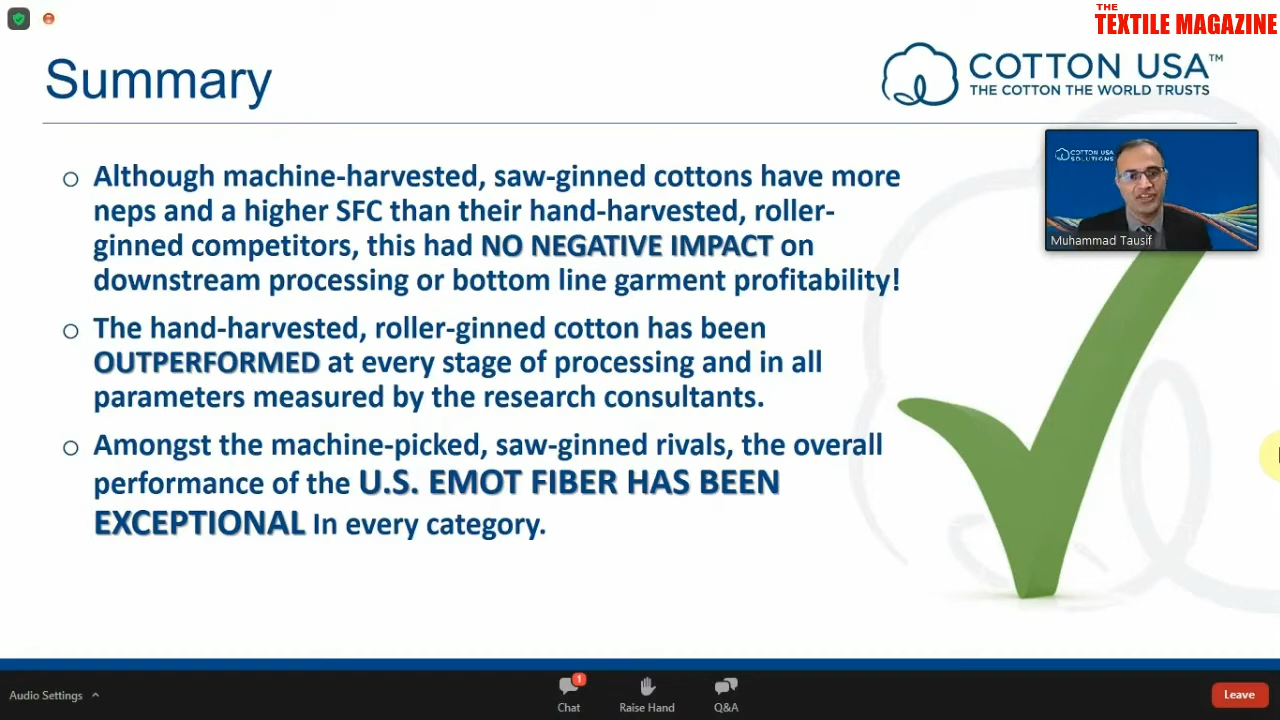 THE
TEXTILE MAGAZINE
Summary
COTTON USA™
THE COTTON THE WORLD TRUSTS
Although machine-harvested, saw-ginned cottons have more
neps and a higher SFC than their hand-harvested, roller-
ginned competitors, this had NO NEGATIVE IMPACT on
downstream processing or bottom line garment profitability!
COTTON USA
SOLUTIONS
Muhammad Tausif
The hand-harvested, roller-ginned cotton has been
OUTPERFORMED at every stage of processing and in all
parameters measured by the research consultants.
Amongst the machine-picked, saw-ginned rivals, the overall
performance of the U.S. EMOT FIBER HAS BEEN
EXCEPTIONAL In every category.
Audio Settings
1
Chat
Raise Hand
Q&A
Leave